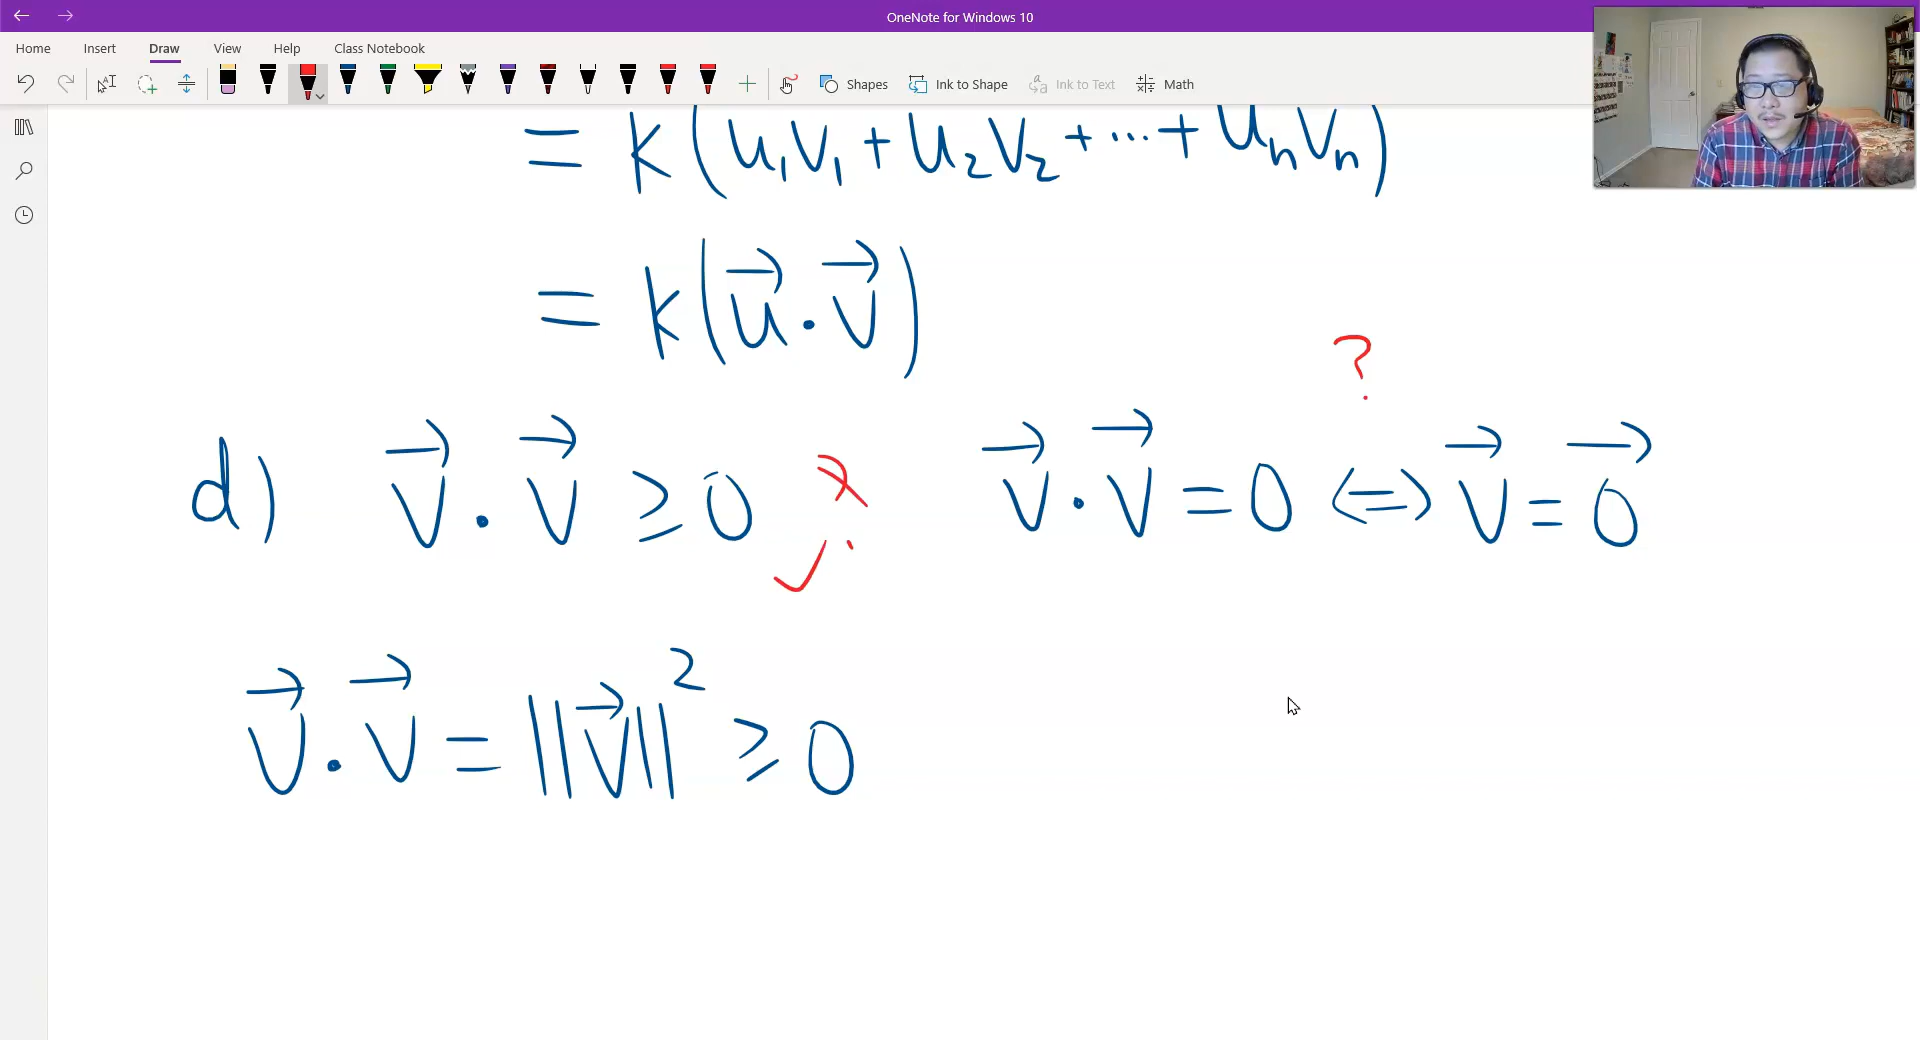 OneNote for Windows 10
Home Insert Draw View Help Class Notebook
Shapes Ink to Shape Ink to Text Math
= k(u₁v₁ + u₂v₂ + ... + uₙvₙ)
= k(u⃗ · v⃗)
?
d) v⃗ · v⃗ ≥ 0 v⃗ · v⃗ = 0 ⇔ v⃗ = 0⃗
✓
v⃗ · v⃗ = ||v⃗||² ≥ 0